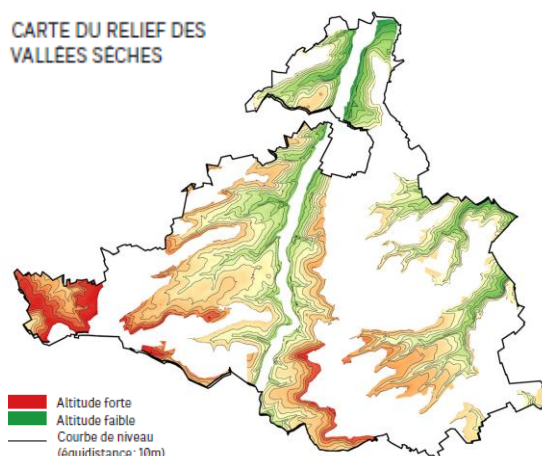 CARTE DU RELIEF DES
VALLÉES SÈCHES
Altitude forte
Altitude faible
Courbe de niveau
(équidistance: 10m)